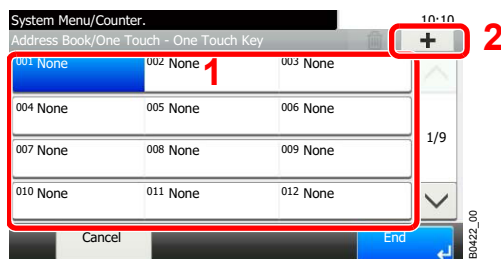 System Menu/Counter. 10:10
Address Book/One Touch - One Touch Key + 2
001 None 002 None 1 003 None
004 None 005 None 006 None
1/9
007 None 008 None 009 None
010 None 011 None 012 None
Cancel End
B0422_00